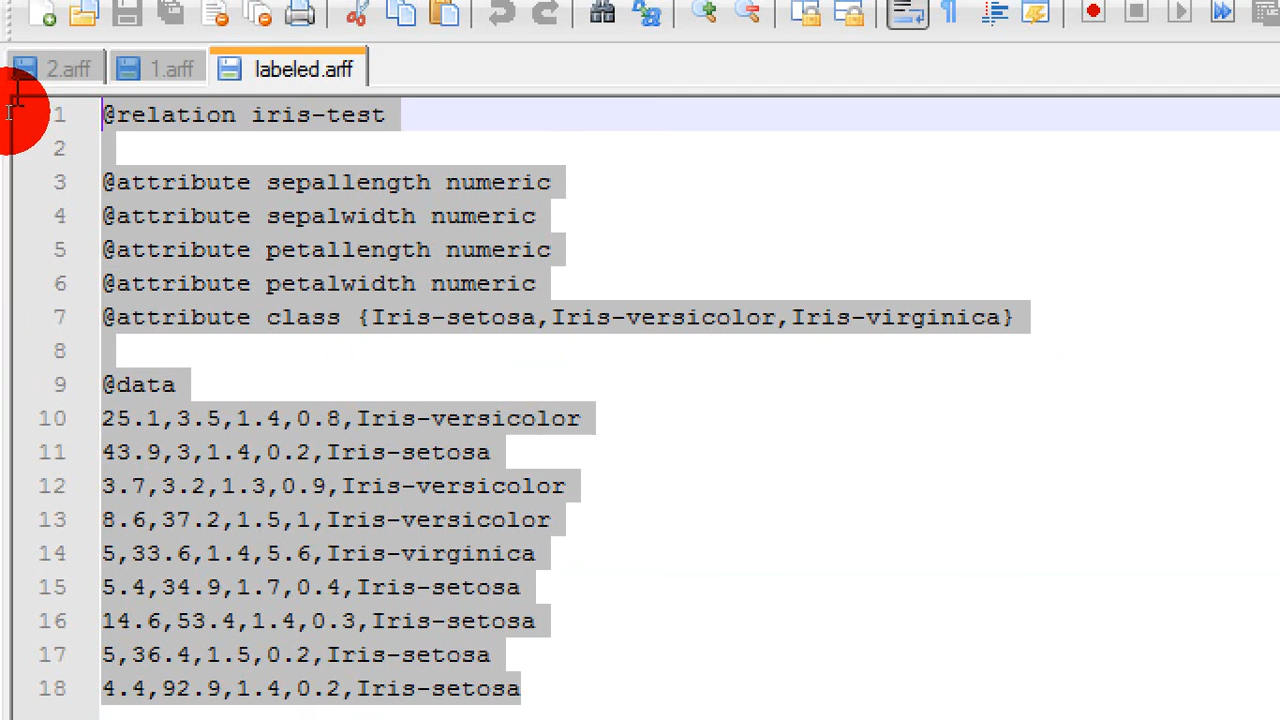 2.arff 1.arff labeled.arff
1 @relation iris-test
2
3 @attribute sepallength numeric
4 @attribute sepalwidth numeric
5 @attribute petallength numeric
6 @attribute petalwidth numeric
7 @attribute class {Iris-setosa,Iris-versicolor,Iris-virginica}
8
9 @data
10 25.1,3.5,1.4,0.8,Iris-versicolor
11 43.9,3,1.4,0.2,Iris-setosa
12 3.7,3.2,1.3,0.9,Iris-versicolor
13 8.6,37.2,1.5,1,Iris-versicolor
14 5,33.6,1.4,5.6,Iris-virginica
15 5.4,34.9,1.7,0.4,Iris-setosa
16 14.6,53.4,1.4,0.3,Iris-setosa
17 5,36.4,1.5,0.2,Iris-setosa
18 4.4,92.9,1.4,0.2,Iris-setosa